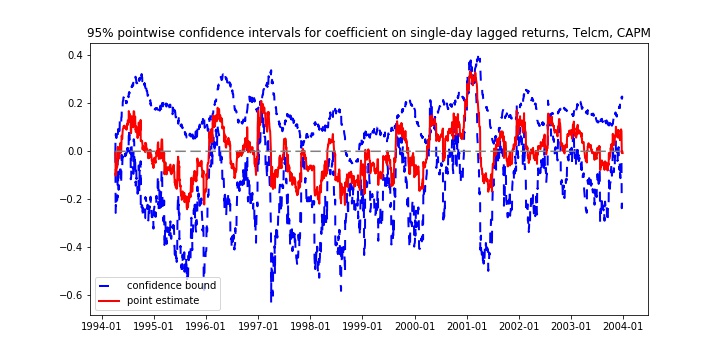 95% pointwise confidence intervals for coefficient on single-day lagged returns, Telcm, CAPM
0.4
0.2
0.0
−0.2
−0.4
−0.6
confidence bound
point estimate
1994-01 1995-01 1996-01 1997-01 1998-01 1999-01 2000-01 2001-01 2002-01 2003-01 2004-01